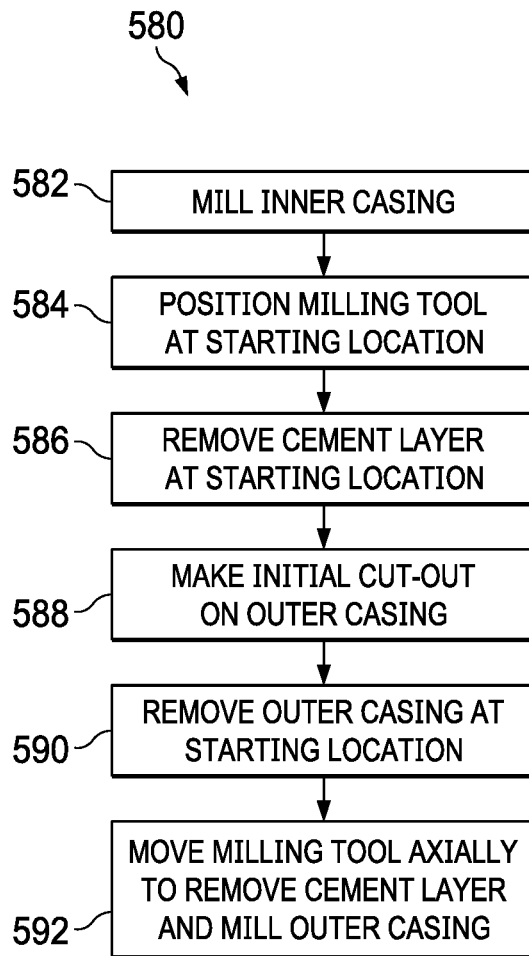 580
582
MILL INNER CASING
584
POSITION MILLING TOOL
AT STARTING LOCATION
586
REMOVE CEMENT LAYER
AT STARTING LOCATION
588
MAKE INITIAL CUT-OUT
ON OUTER CASING
590
REMOVE OUTER CASING AT
STARTING LOCATION
592
MOVE MILLING TOOL AXIALLY
TO REMOVE CEMENT LAYER
AND MILL OUTER CASING